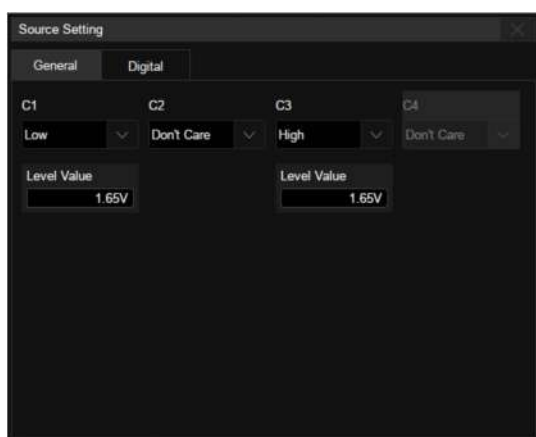 Source Setting
General Digital
C1 C2 C3 C4
Low Don't Care High Don't Care
Level Value Level Value
1.65V 1.65V